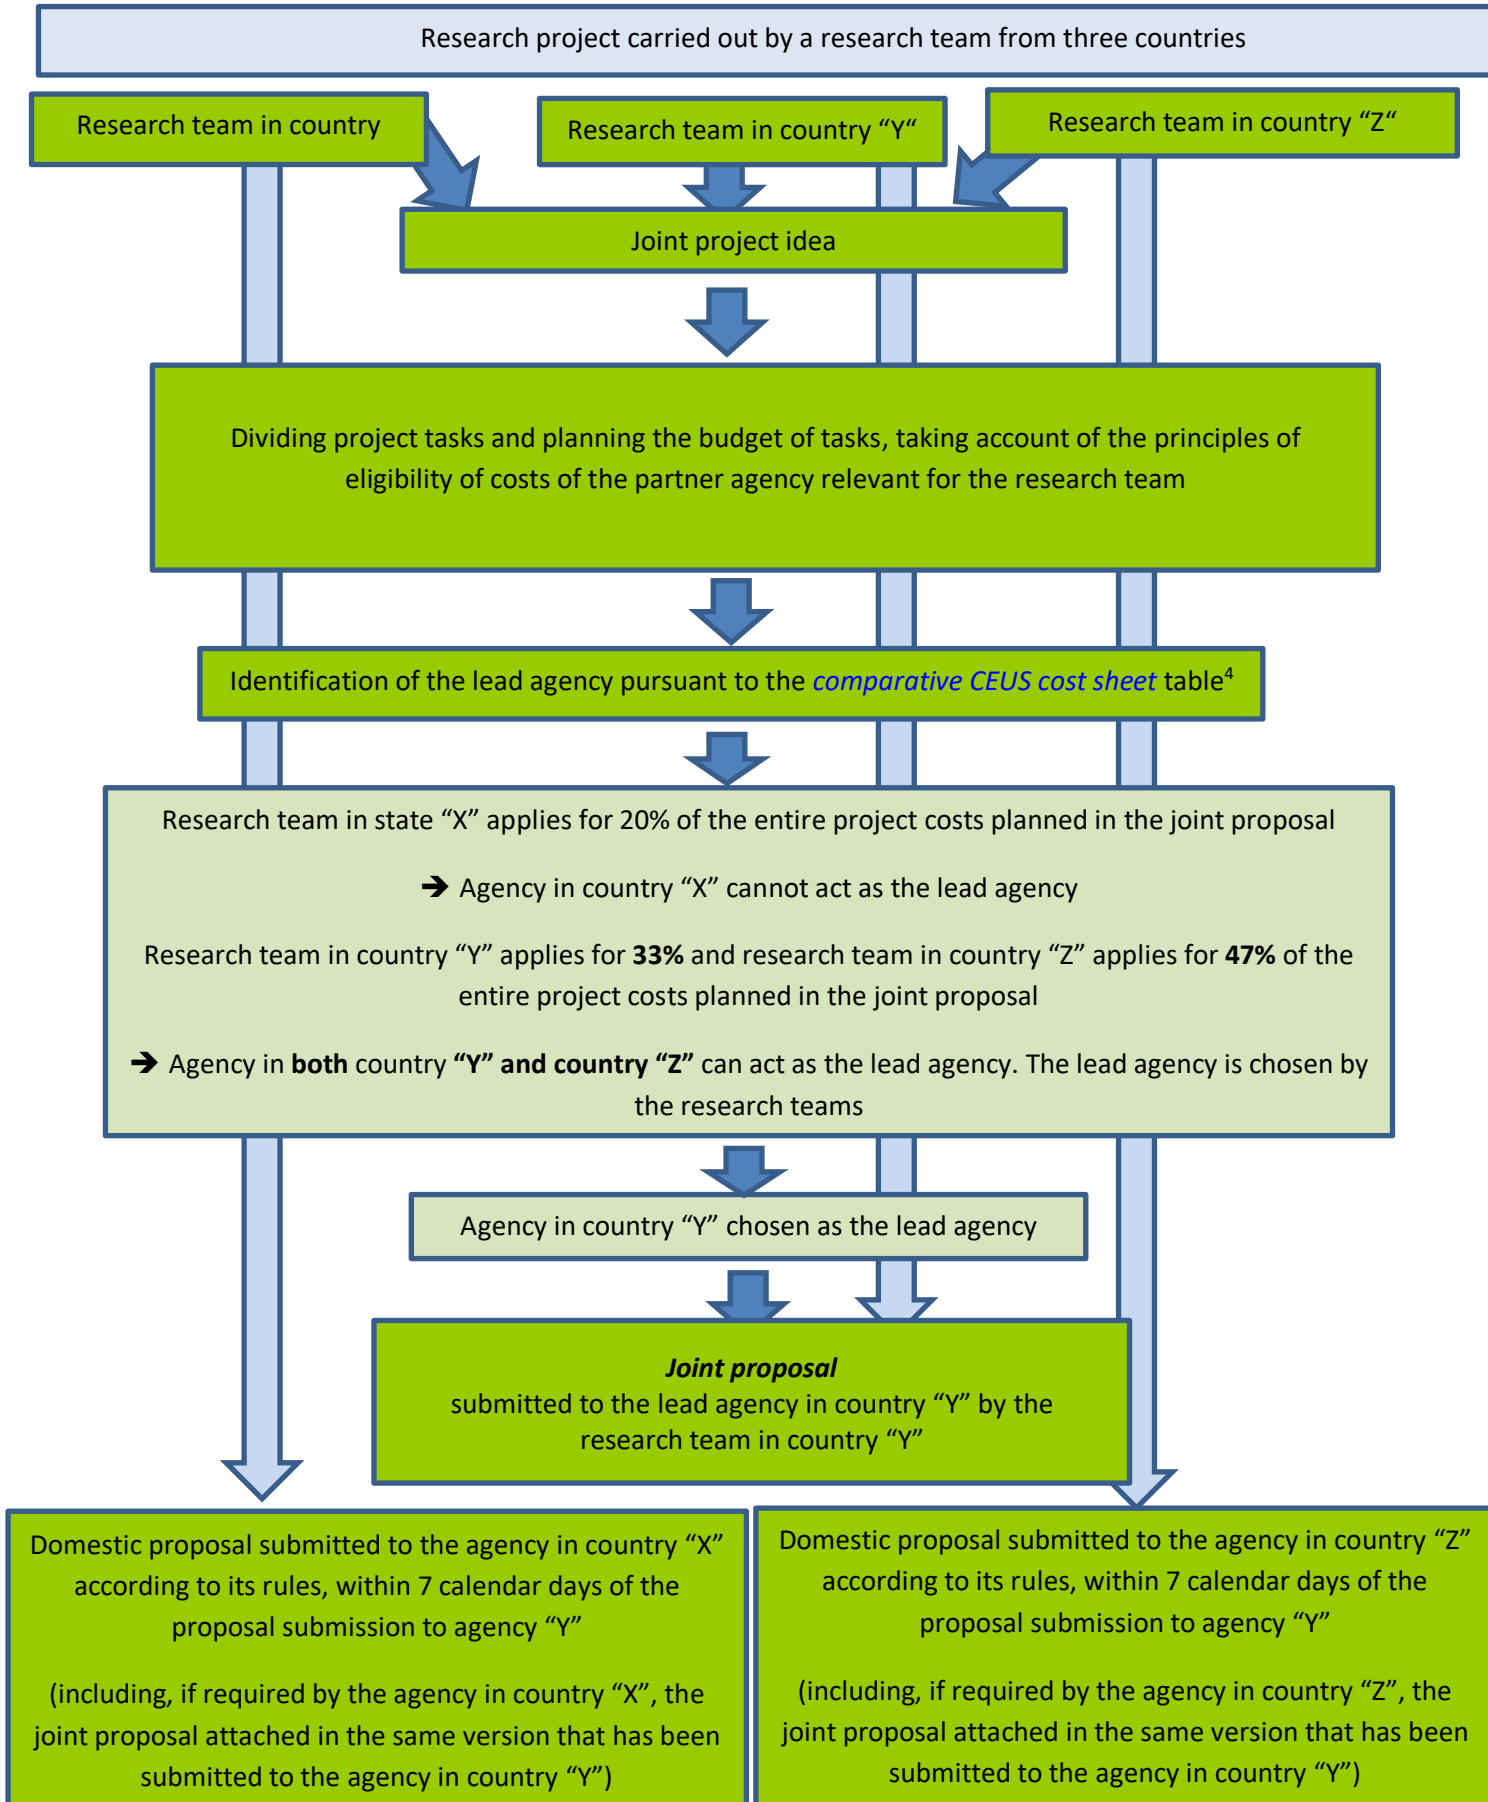 Research project carried out by a research team from three countries
Research team in country
Research team in country “Y“
Research team in country “Z“
Joint project idea
Dividing project tasks and planning the budget of tasks, taking account of the principles of
eligibility of costs of the partner agency relevant for the research team
Identification of the lead agency pursuant to the comparative CEUS cost sheet table4
Research team in state “X” applies for 20% of the entire project costs planned in the joint proposal
➔ Agency in country “X” cannot act as the lead agency
Research team in country “Y” applies for 33% and research team in country “Z” applies for 47% of the
entire project costs planned in the joint proposal
➔ Agency in both country “Y” and country “Z” can act as the lead agency. The lead agency is chosen by
the research teams
Agency in country “Y” chosen as the lead agency
Joint proposal
submitted to the lead agency in country “Y” by the
research team in country “Y”
Domestic proposal submitted to the agency in country “X”
according to its rules, within 7 calendar days of the
proposal submission to agency “Y”
(including, if required by the agency in country “X”, the
joint proposal attached in the same version that has been
submitted to the agency in country “Y”)
Domestic proposal submitted to the agency in country “Z”
according to its rules, within 7 calendar days of the
proposal submission to agency “Y”
(including, if required by the agency in country “Z”, the
joint proposal attached in the same version that has been
submitted to the agency in country “Y”)